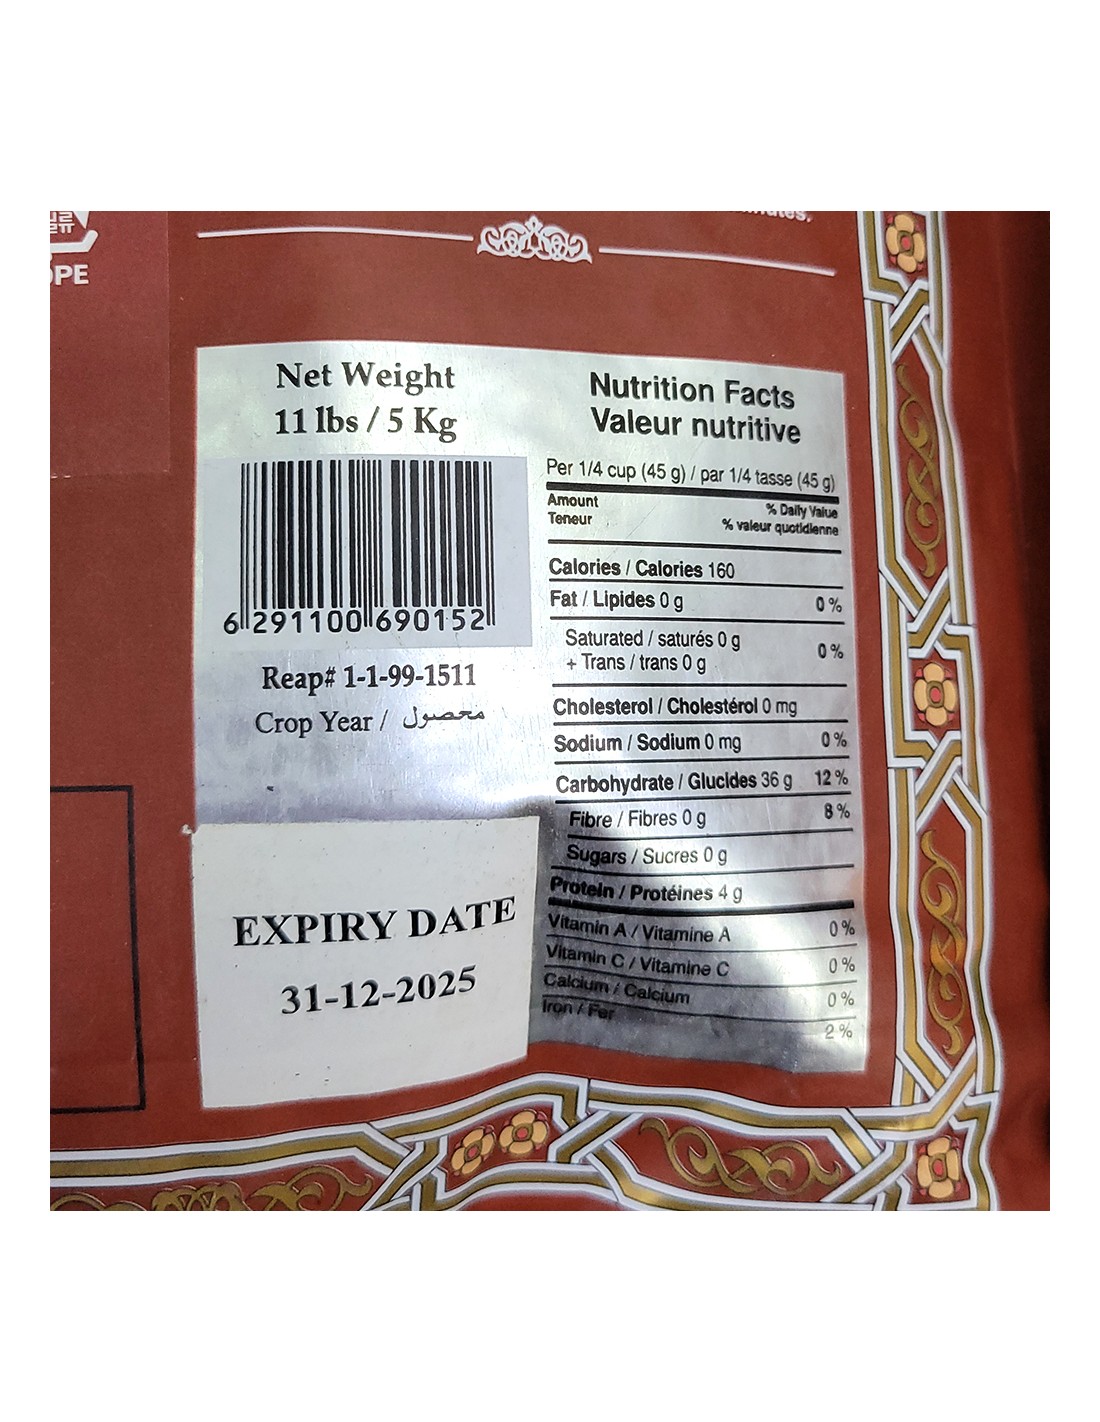 OPE
Net Weight
11 lbs / 5 Kg
6 291100 690152
Reap# 1-1-99-1511
Crop Year / محصول
EXPIRY DATE
31-12-2025
Nutrition Facts
Valeur nutritive
Per 1/4 cup (45 g) / par 1/4 tasse (45 g)
Amount
Teneur
% Daily Value
% valeur quotidienne
Calories / Calories 160
Fat / Lipides 0 g 0 %
Saturated / saturés 0 g
+ Trans / trans 0 g 0 %
Cholesterol / Cholestérol 0 mg
Sodium / Sodium 0 mg 0 %
Carbohydrate / Glucides 36 g 12 %
Fibre / Fibres 0 g 8 %
Sugars / Sucres 0 g
Protein / Protéines 4 g
Vitamin A / Vitamine A 0 %
Vitamin C / Vitamine C 0 %
Calcium / Calcium 0 %
Iron / Fer 2 %